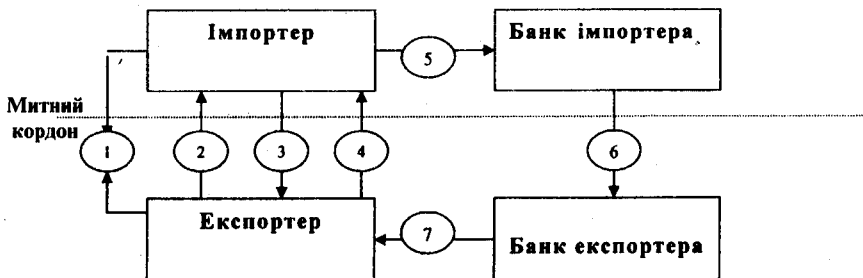 Імпортер
Банк імпортера
5
Митний
кордон
1
2
3
4
6
Експортер
7
Банк експортера